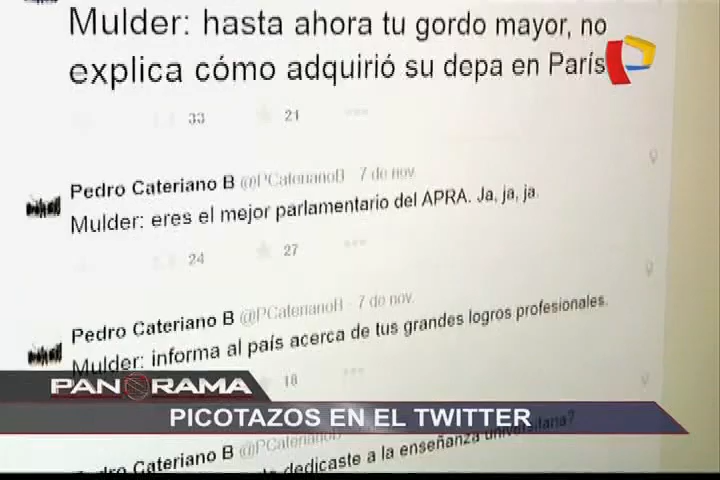 Mulder: hasta ahora tu gordo mayor, no
explica cómo adquirió su depa en París
33 21
Pedro Cateriano B @PCaterianoB 7 de nov.
Mulder: eres el mejor parlamentario del APRA. Ja, ja, ja.
24 27
Pedro Cateriano B @PCaterianoB - 7 de nov.
Mulder: informa al país acerca de tus grandes logros profesionales.
18
PANORAMA
PICOTAZOS EN EL TWITTER
Pedro Cateriano B @PCaterianoB
dedicaste a la enseñanza universitaria?